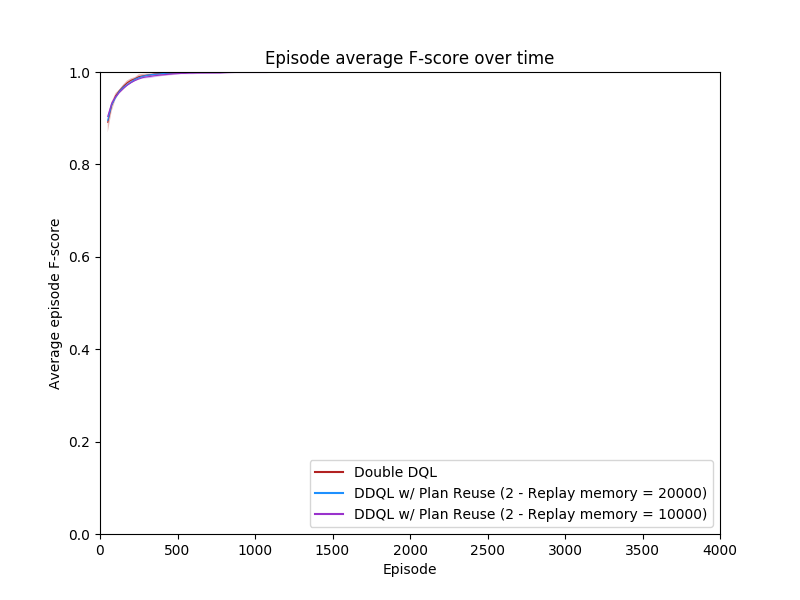 Episode average F-score over time
Average episode F-score
1.0
0.8
0.6
0.4
0.2
0.0
Double DQL
DDQL w/ Plan Reuse (2 - Replay memory = 20000)
DDQL w/ Plan Reuse (2 - Replay memory = 10000)
0 500 1000 1500 2000 2500 3000 3500 4000
Episode